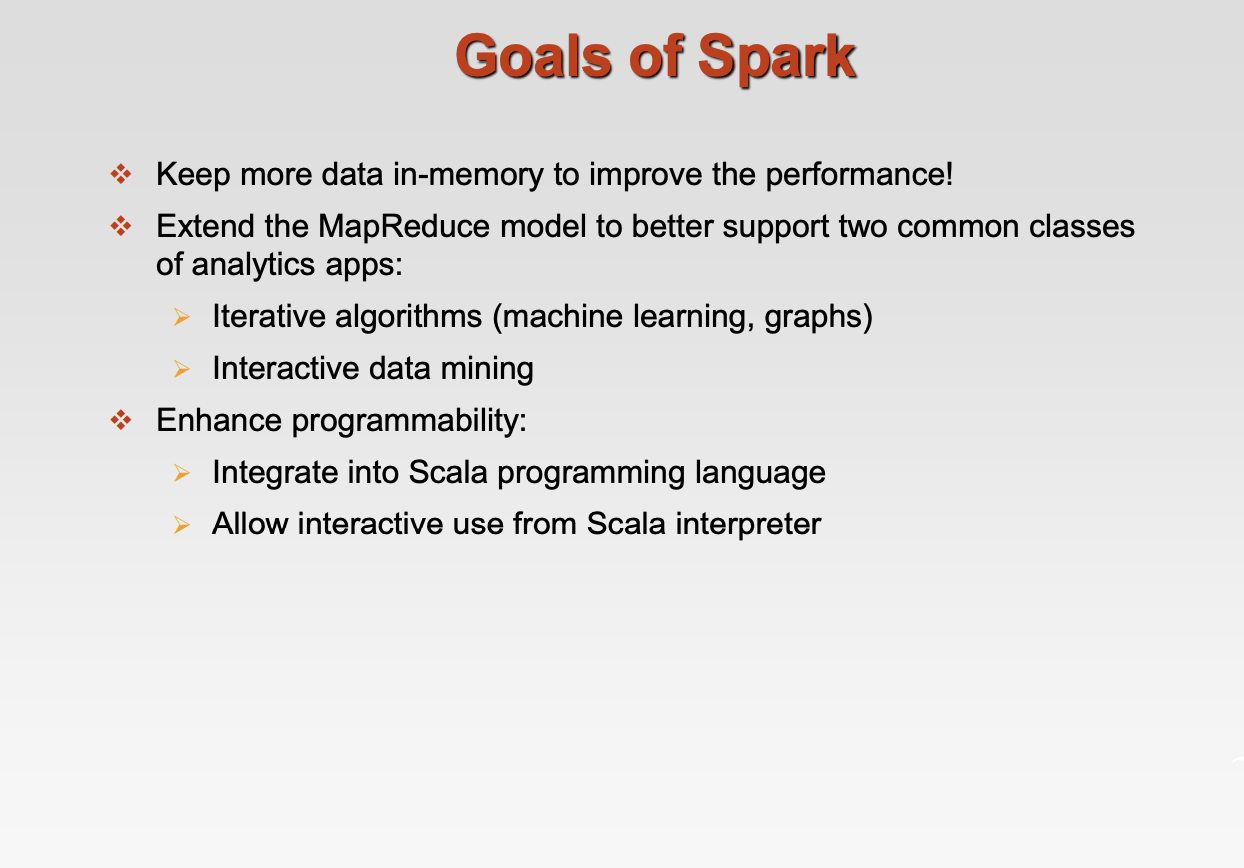 Goals of Spark
Keep more data in-memory to improve the performance!
Extend the MapReduce model to better support two common classes
of analytics apps:
Iterative algorithms (machine learning, graphs)
Interactive data mining
Enhance programmability:
Integrate into Scala programming language
Allow interactive use from Scala interpreter